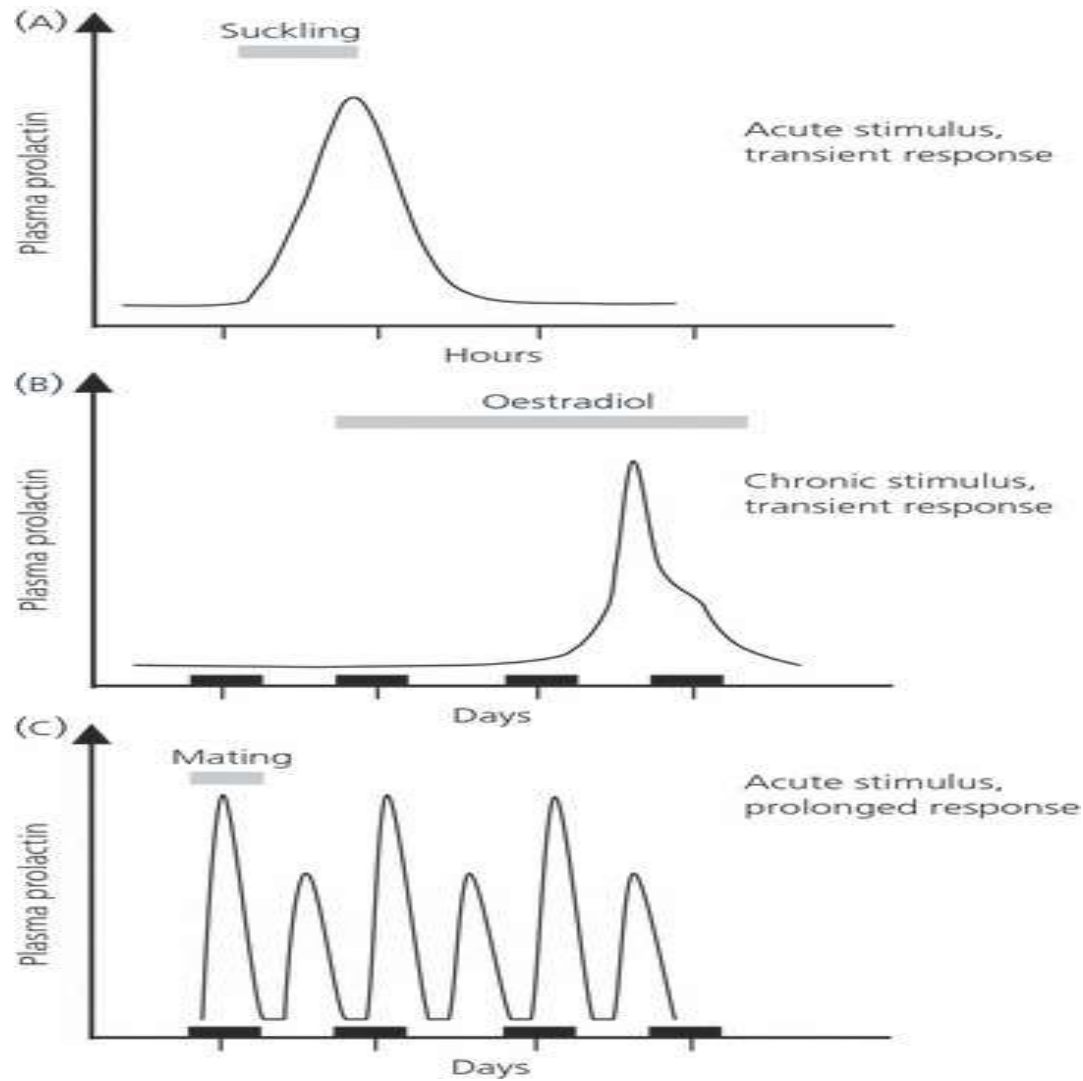 (A)
Suckling
Plasma prolactin
Acute stimulus,
transient response
Hours
(B)
Oestradiol
Plasma prolactin
Chronic stimulus,
transient response
Days
(C)
Mating
Plasma prolactin
Acute stimulus,
prolonged response
Days